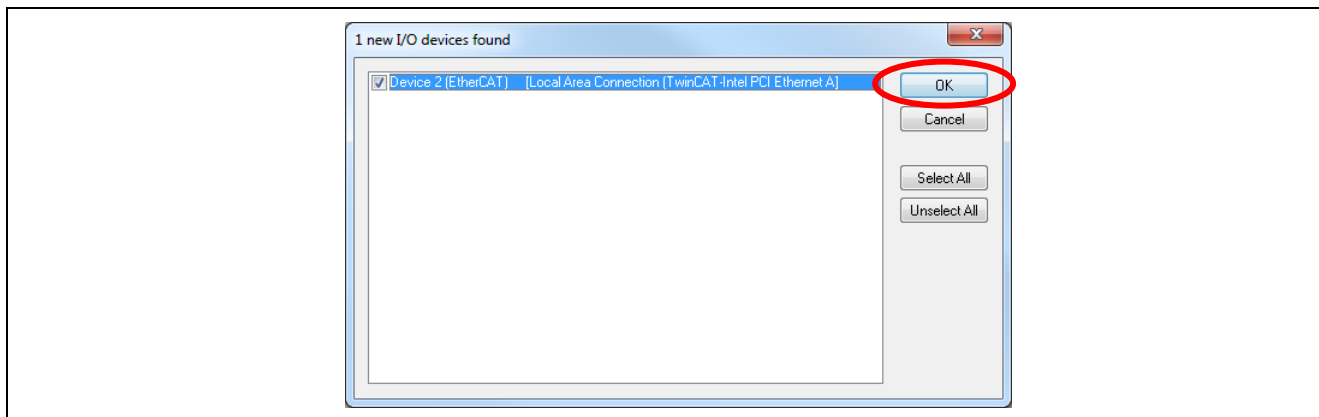 1 new I/O devices found
Device 2 (EtherCAT) [Local Area Connection (TwinCAT-Intel PCI Ethernet A]
OK
Cancel
Select All
Unselect All